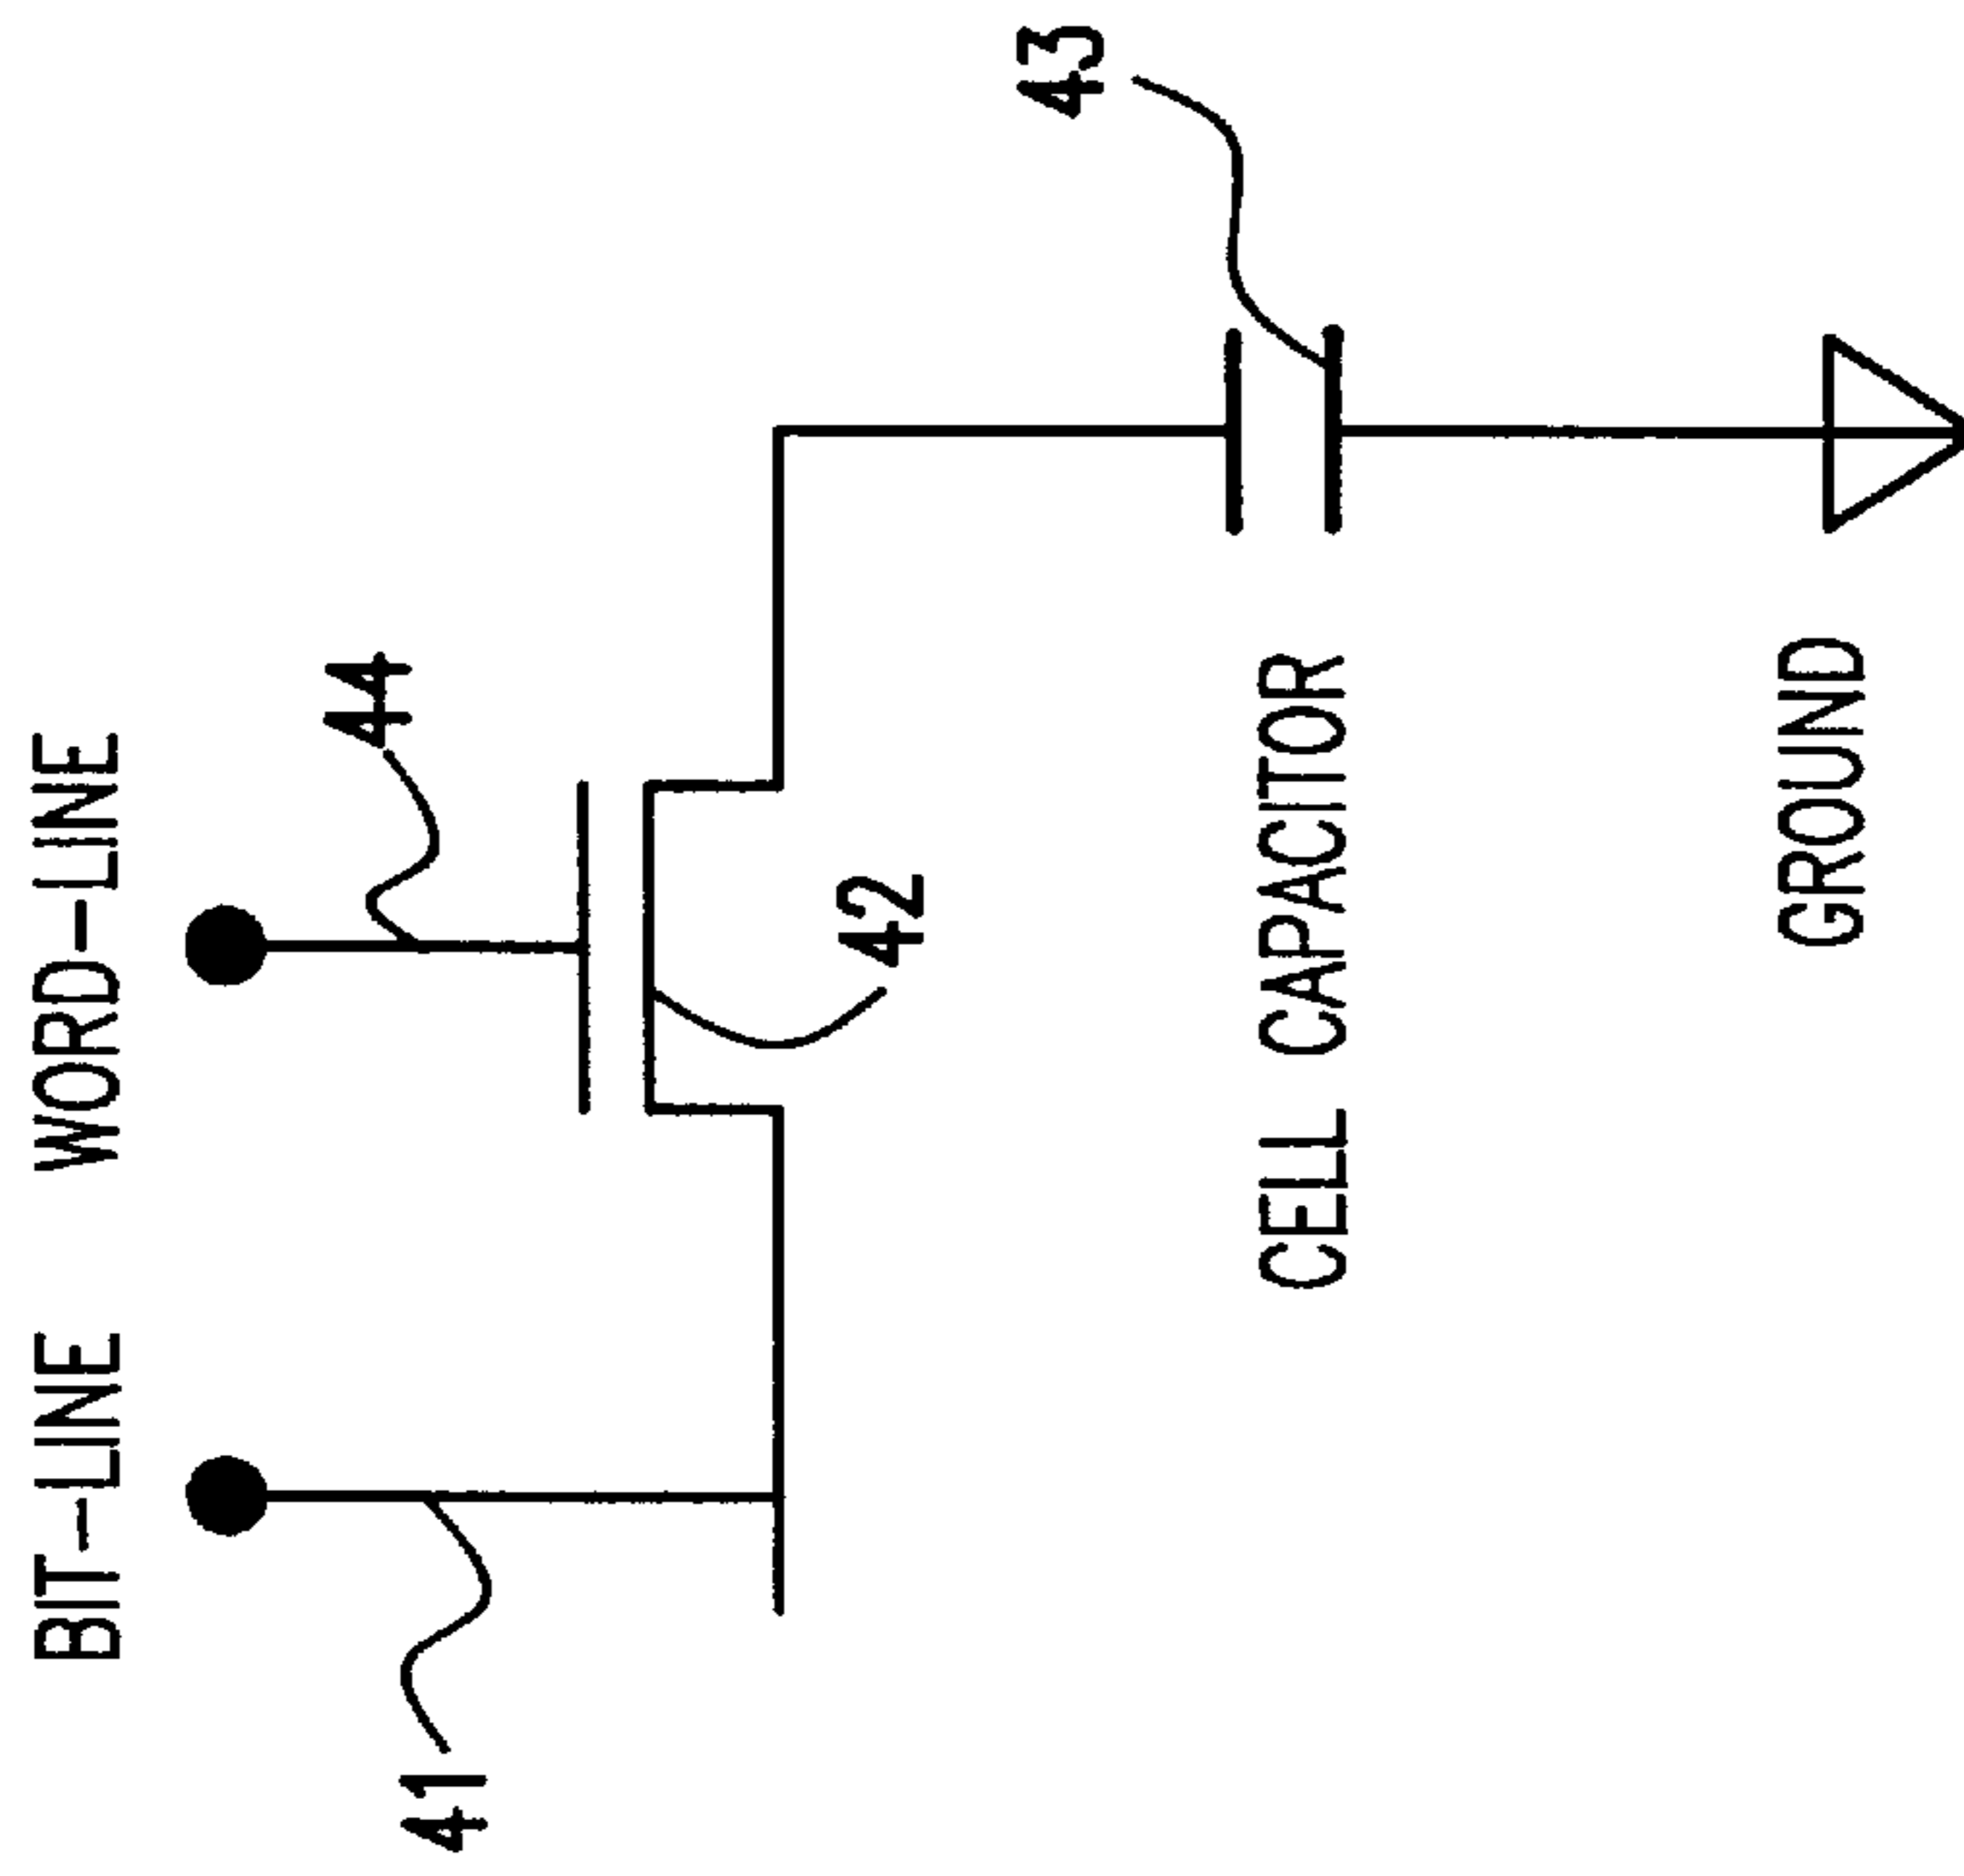 BIT-LINE
WORD-LINE
41
44
42
43
CELL CAPACITOR
GROUND